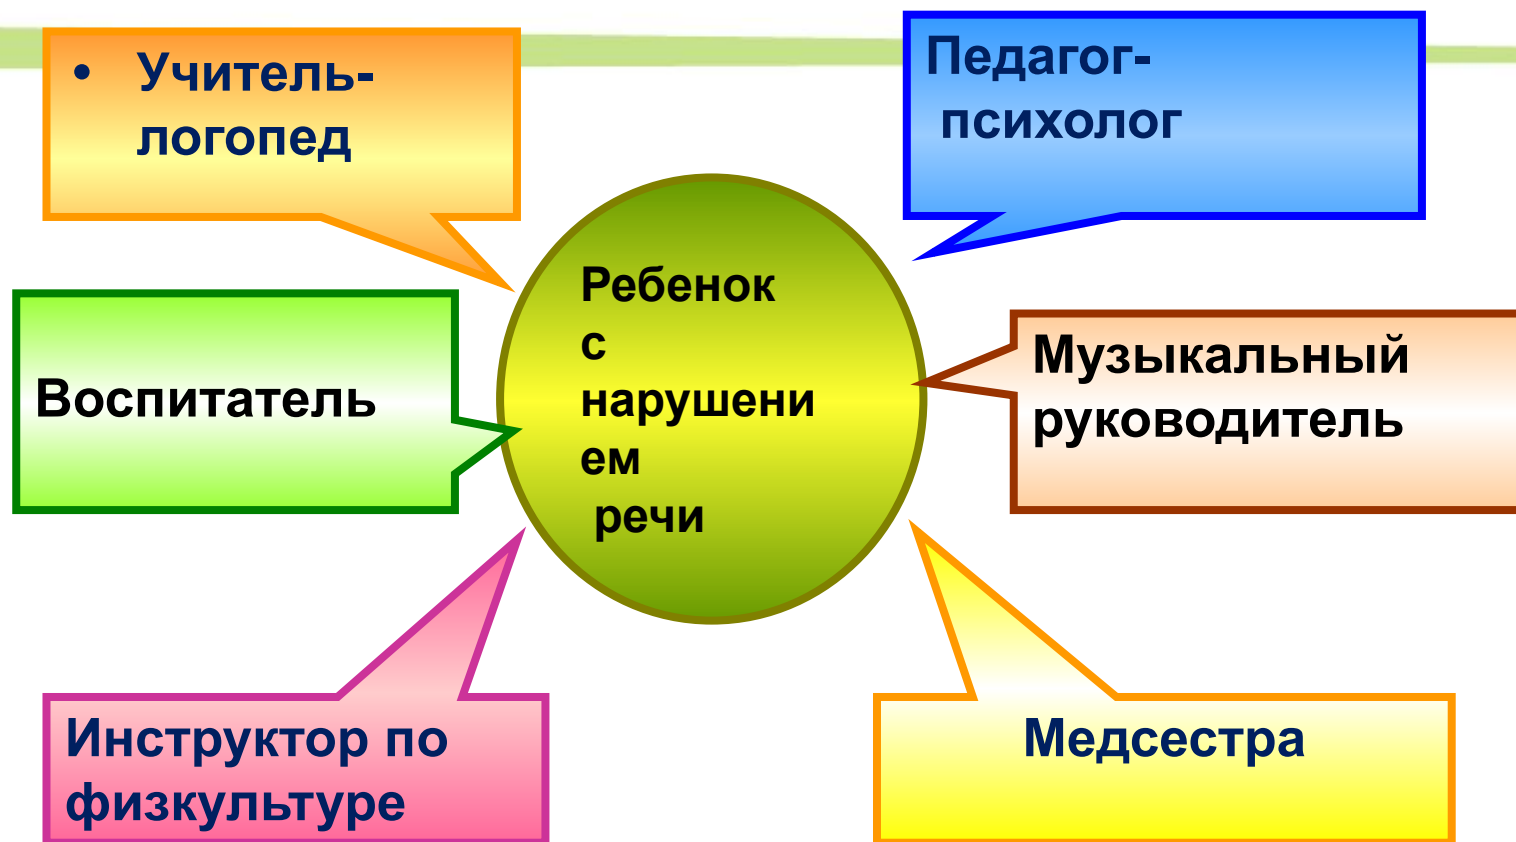 • Учитель-
логопед
Педагог-
психолог
Ребенок
с
нарушени
ем
речи
Воспитатель
Музыкальный
руководитель
Инструктор по
физкультуре
Медсестра